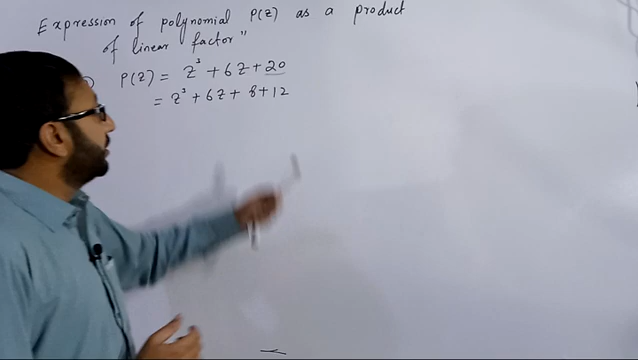 Expression of polynomial P(Z) as a product
of linear factor"
) P(Z) = Z³ + 6Z + 20
= Z³ + 6Z + 8 + 12